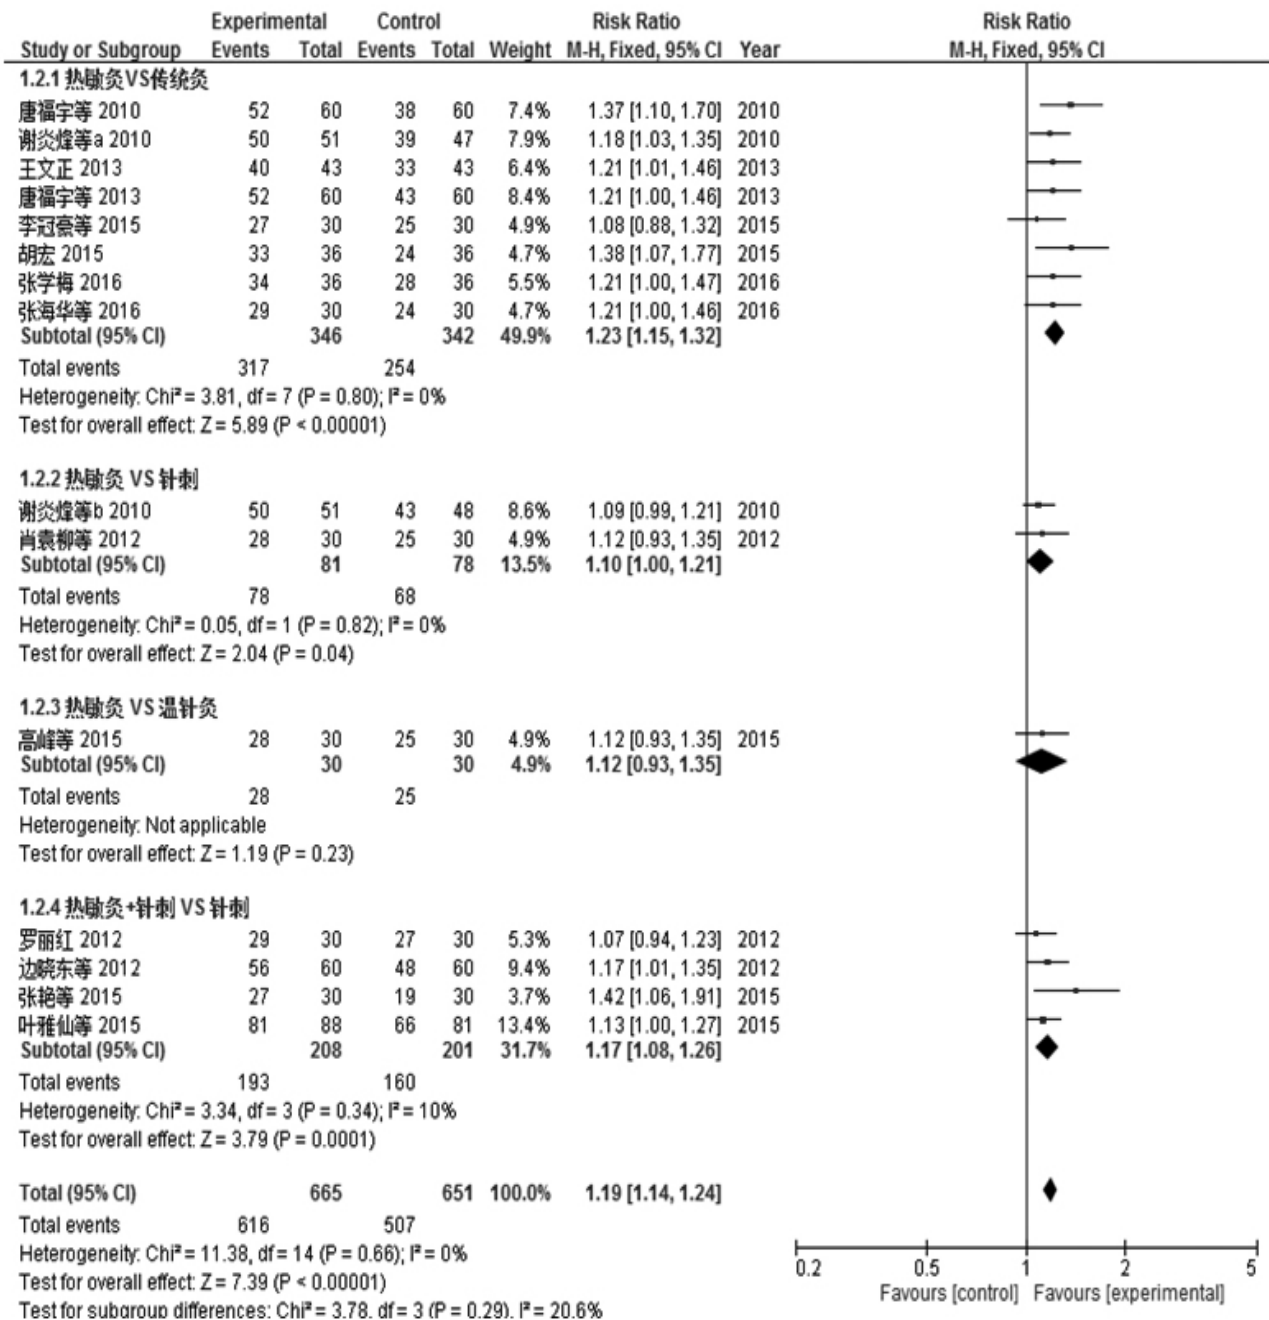 Experimental Control Risk Ratio Risk Ratio
Study or Subgroup Events Total Events Total Weight M-H, Fixed, 95% CI Year M-H, Fixed, 95% CI
1.2.1 热敏灸VS传统灸
唐福宇等 2010 52 60 38 60 7.4% 1.37 [1.10, 1.70] 2010
谢炎烽等a 2010 50 51 39 47 7.9% 1.18 [1.03, 1.35] 2010
王文正 2013 40 43 33 43 6.4% 1.21 [1.01, 1.46] 2013
唐福宇等 2013 52 60 43 60 8.4% 1.21 [1.00, 1.46] 2013
李冠豪等 2015 27 30 25 30 4.9% 1.08 [0.88, 1.32] 2015
胡宏 2015 33 36 24 36 4.7% 1.38 [1.07, 1.77] 2015
张学梅 2016 34 36 28 36 5.5% 1.21 [1.00, 1.47] 2016
张海华等 2016 29 30 24 30 4.7% 1.21 [1.00, 1.46] 2016
Subtotal (95% CI) 346 342 49.9% 1.23 [1.15, 1.32]
Total events 317 254
Heterogeneity: Chi² = 3.81, df = 7 (P = 0.80); I² = 0%
Test for overall effect: Z = 5.89 (P < 0.00001)
1.2.2 热敏灸 VS 针刺
谢炎烽等b 2010 50 51 43 48 8.6% 1.09 [0.99, 1.21] 2010
肖袁柳等 2012 28 30 25 30 4.9% 1.12 [0.93, 1.35] 2012
Subtotal (95% CI) 81 78 13.5% 1.10 [1.00, 1.21]
Total events 78 68
Heterogeneity: Chi² = 0.05, df = 1 (P = 0.82); I² = 0%
Test for overall effect: Z = 2.04 (P = 0.04)
1.2.3 热敏灸 VS 温针灸
高峰等 2015 28 30 25 30 4.9% 1.12 [0.93, 1.35] 2015
Subtotal (95% CI) 30 30 4.9% 1.12 [0.93, 1.35]
Total events 28 25
Heterogeneity: Not applicable
Test for overall effect: Z = 1.19 (P = 0.23)
1.2.4 热敏灸+针刺 VS 针刺
罗丽红 2012 29 30 27 30 5.3% 1.07 [0.94, 1.23] 2012
边晓东等 2012 56 60 48 60 9.4% 1.17 [1.01, 1.35] 2012
张艳等 2015 27 30 19 30 3.7% 1.42 [1.06, 1.91] 2015
叶雅仙等 2015 81 88 66 81 13.4% 1.13 [1.00, 1.27] 2015
Subtotal (95% CI) 208 201 31.7% 1.17 [1.08, 1.26]
Total events 193 160
Heterogeneity: Chi² = 3.34, df = 3 (P = 0.34); I² = 10%
Test for overall effect: Z = 3.79 (P = 0.0001)
Total (95% CI) 665 651 100.0% 1.19 [1.14, 1.24]
Total events 616 507
Heterogeneity: Chi² = 11.38, df = 14 (P = 0.66); I² = 0%
Test for overall effect: Z = 7.39 (P < 0.00001)
Test for subgroup differences: Chi² = 3.78, df = 3 (P = 0.29), I² = 20.6%
0.2 0.5 1 2 5
Favours [control] Favours [experimental]